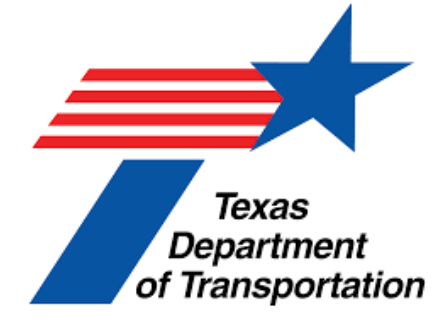 Texas
Department
of Transportation